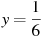 y = 1/6